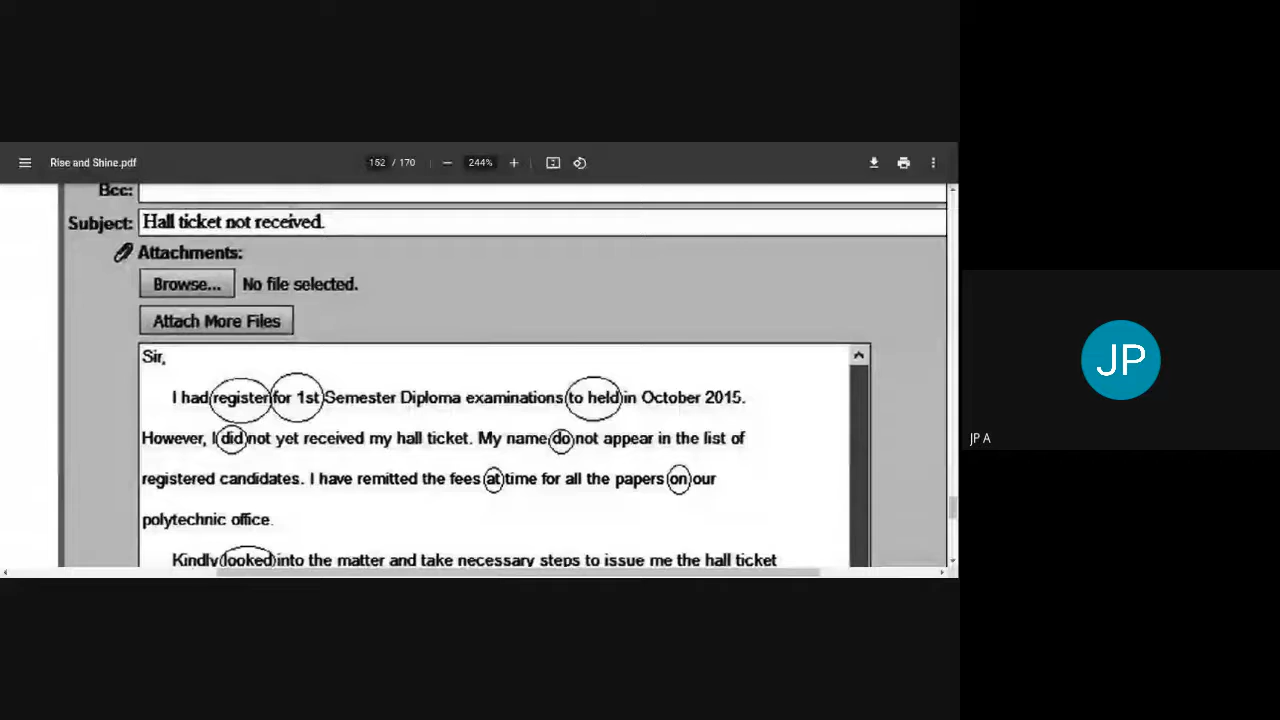 Rise and Shine.pdf
152 / 170
244%
Bcc:
Subject: Hall ticket not received.
Attachments:
Browse... No file selected.
Attach More Files
Sir,
I had register for 1st Semester Diploma examinations to held in October 2015.
However, I did not yet received my hall ticket. My name do not appear in the list of
registered candidates. I have remitted the fees at time for all the papers on our
polytechnic office.
Kindly looked into the matter and take necessary steps to issue me the hall ticket
JP
JP A